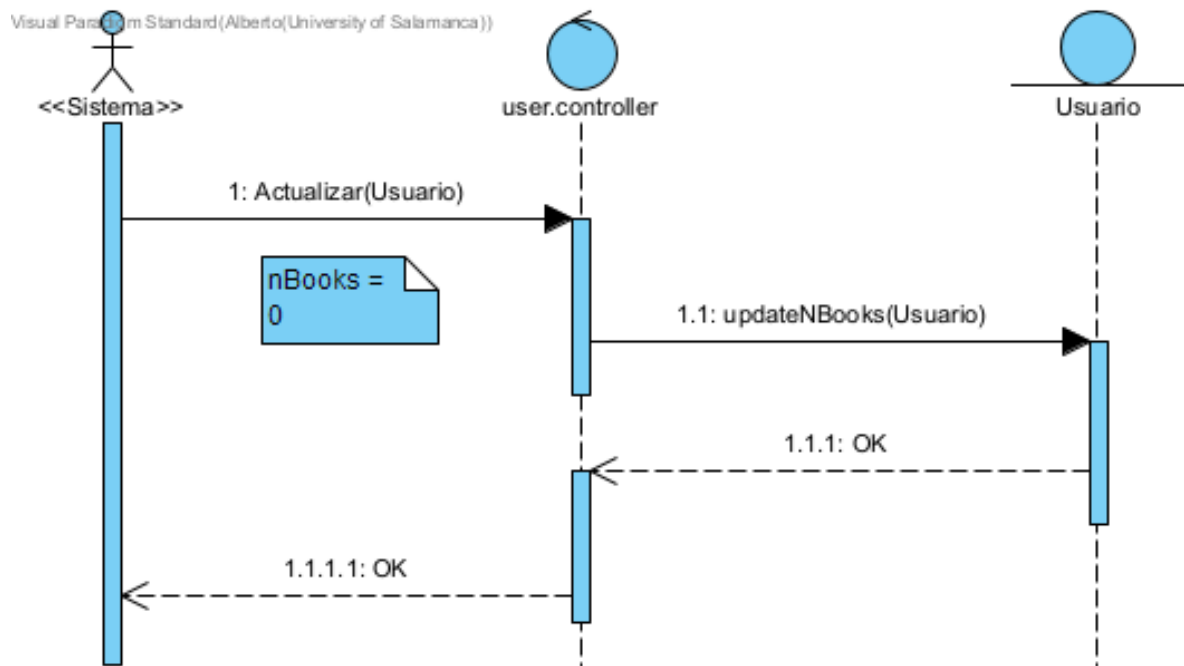 Visual Paradigm Standard(Alberto(University of Salamanca))
<<Sistema>>
user.controller
Usuario
1: Actualizar(Usuario)
nBooks =
0
1.1: updateNBooks(Usuario)
1.1.1: OK
1.1.1.1: OK